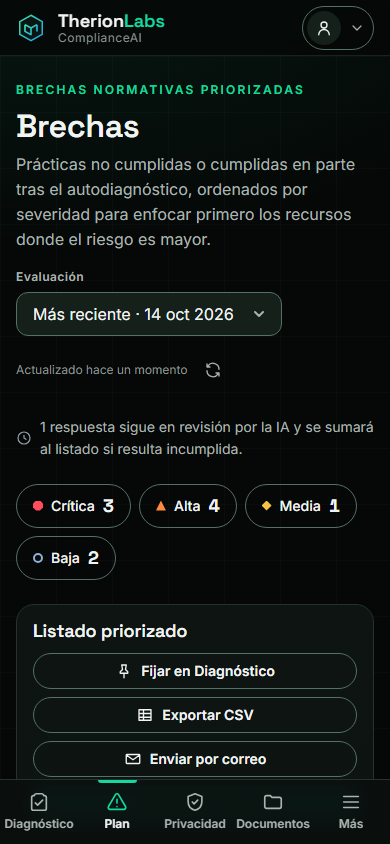 TherionLabs
ComplianceAI
BRECHAS NORMATIVAS PRIORIZADAS
Brechas
Prácticas no cumplidas o cumplidas en parte
tras el autodiagnóstico, ordenados por
severidad para enfocar primero los recursos
donde el riesgo es mayor.
Evaluación
Más reciente · 14 oct 2026
Actualizado hace un momento
1 respuesta sigue en revisión por la IA y se sumará
al listado si resulta incumplida.
Crítica 3
Alta 4
Media 1
Baja 2
Listado priorizado
Fijar en Diagnóstico
Exportar CSV
Enviar por correo
Diagnóstico
Plan
Privacidad
Documentos
Más